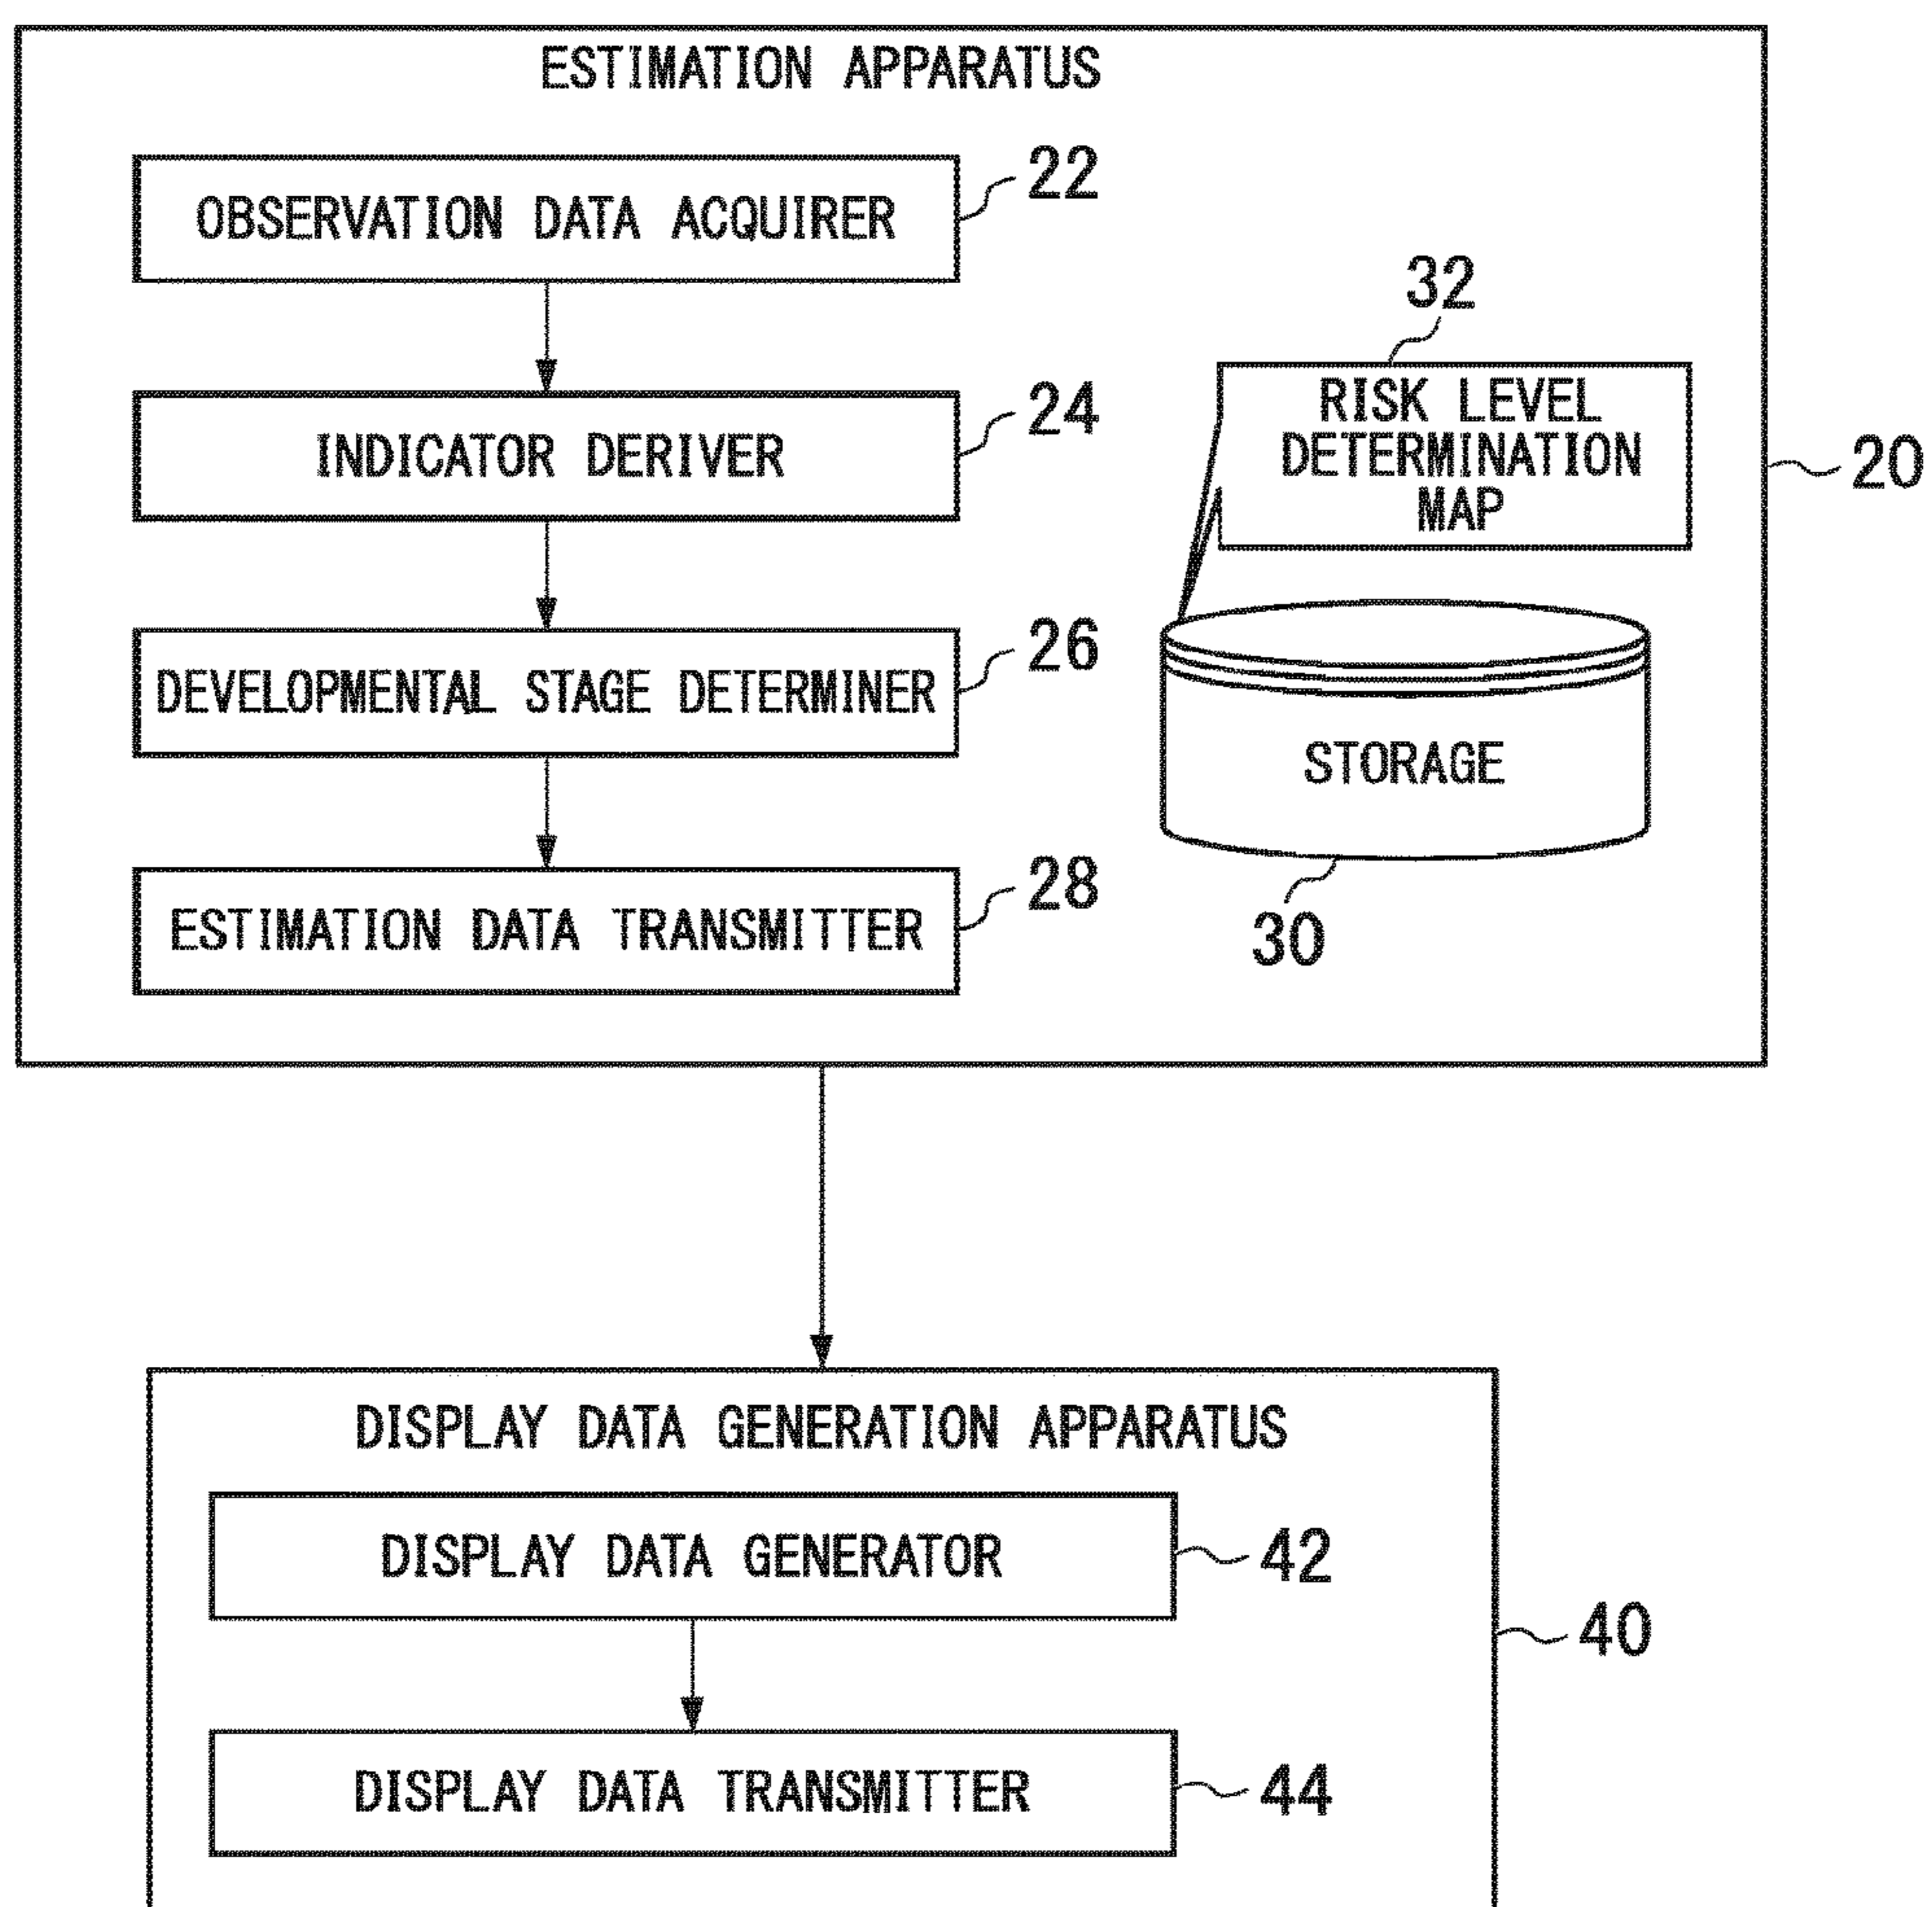 ESTIMATION APPARATUS
OBSERVATION DATA ACQUIRER
22
INDICATOR DERIVER
24
DEVELOPMENTAL STAGE DETERMINER
26
ESTIMATION DATA TRANSMITTER
28
32
RISK LEVEL
DETERMINATION
MAP
STORAGE
30
20
DISPLAY DATA GENERATION APPARATUS
DISPLAY DATA GENERATOR
42
DISPLAY DATA TRANSMITTER
44
40